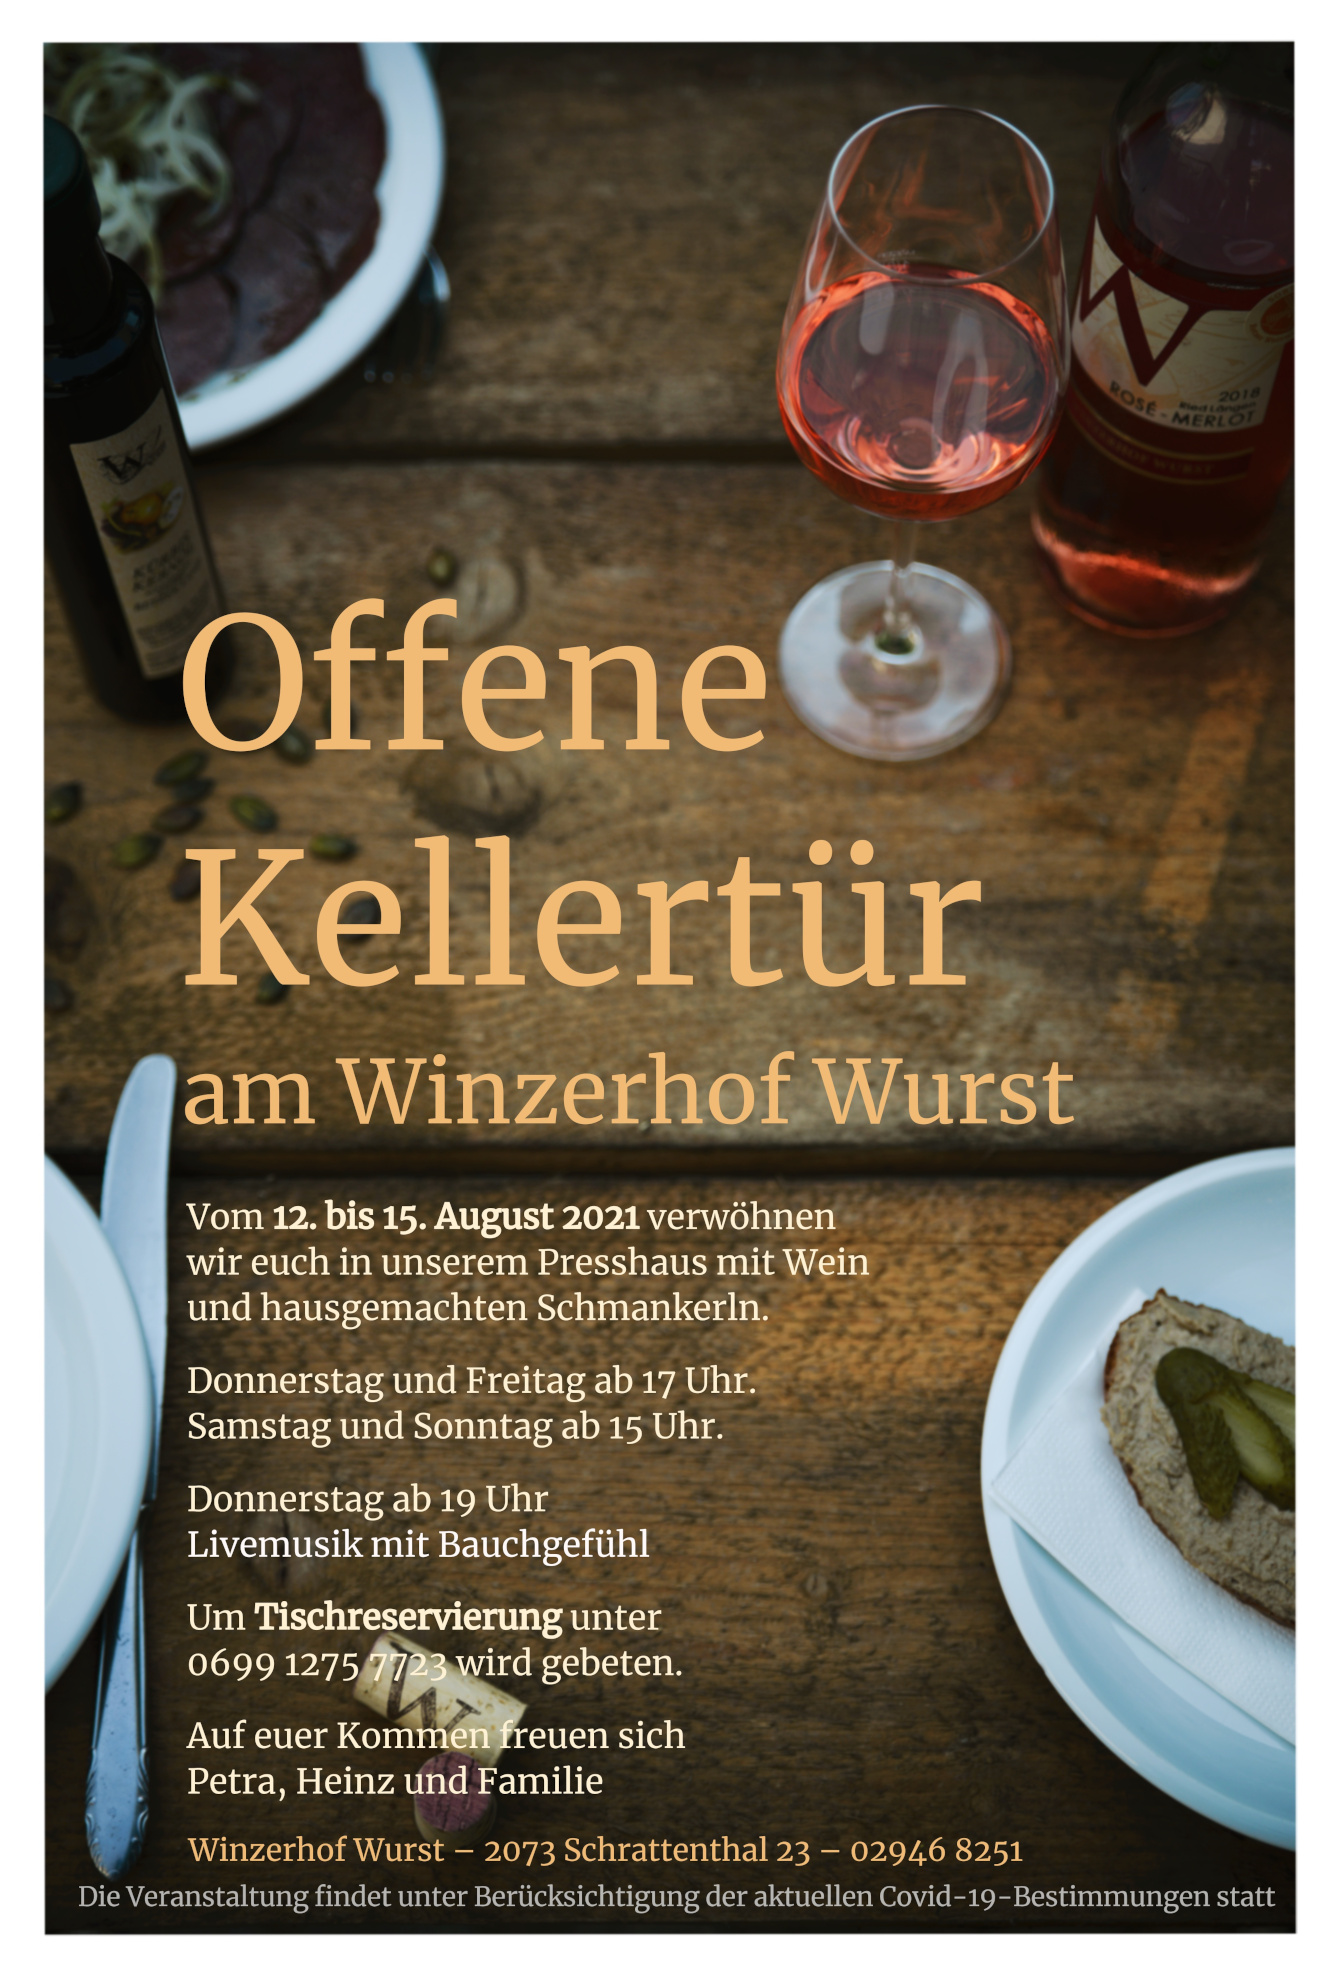 W
ROSÉ - MERLOT
2018
Ried Längen
WINZERHOF WURST
W
Offene
Kellertür
am Winzerhof Wurst
Vom 12. bis 15. August 2021 verwöhnen
wir euch in unserem Presshaus mit Wein
und hausgemachten Schmankerln.
Donnerstag und Freitag ab 17 Uhr.
Samstag und Sonntag ab 15 Uhr.
Donnerstag ab 19 Uhr
Livemusik mit Bauchgefühl
Um Tischreservierung unter
0699 1275 7723 wird gebeten.
W
Auf euer Kommen freuen sich
Petra, Heinz und Familie
Winzerhof Wurst – 2073 Schrattenthal 23 – 02946 8251
Die Veranstaltung findet unter Berücksichtigung der aktuellen Covid-19-Bestimmungen statt